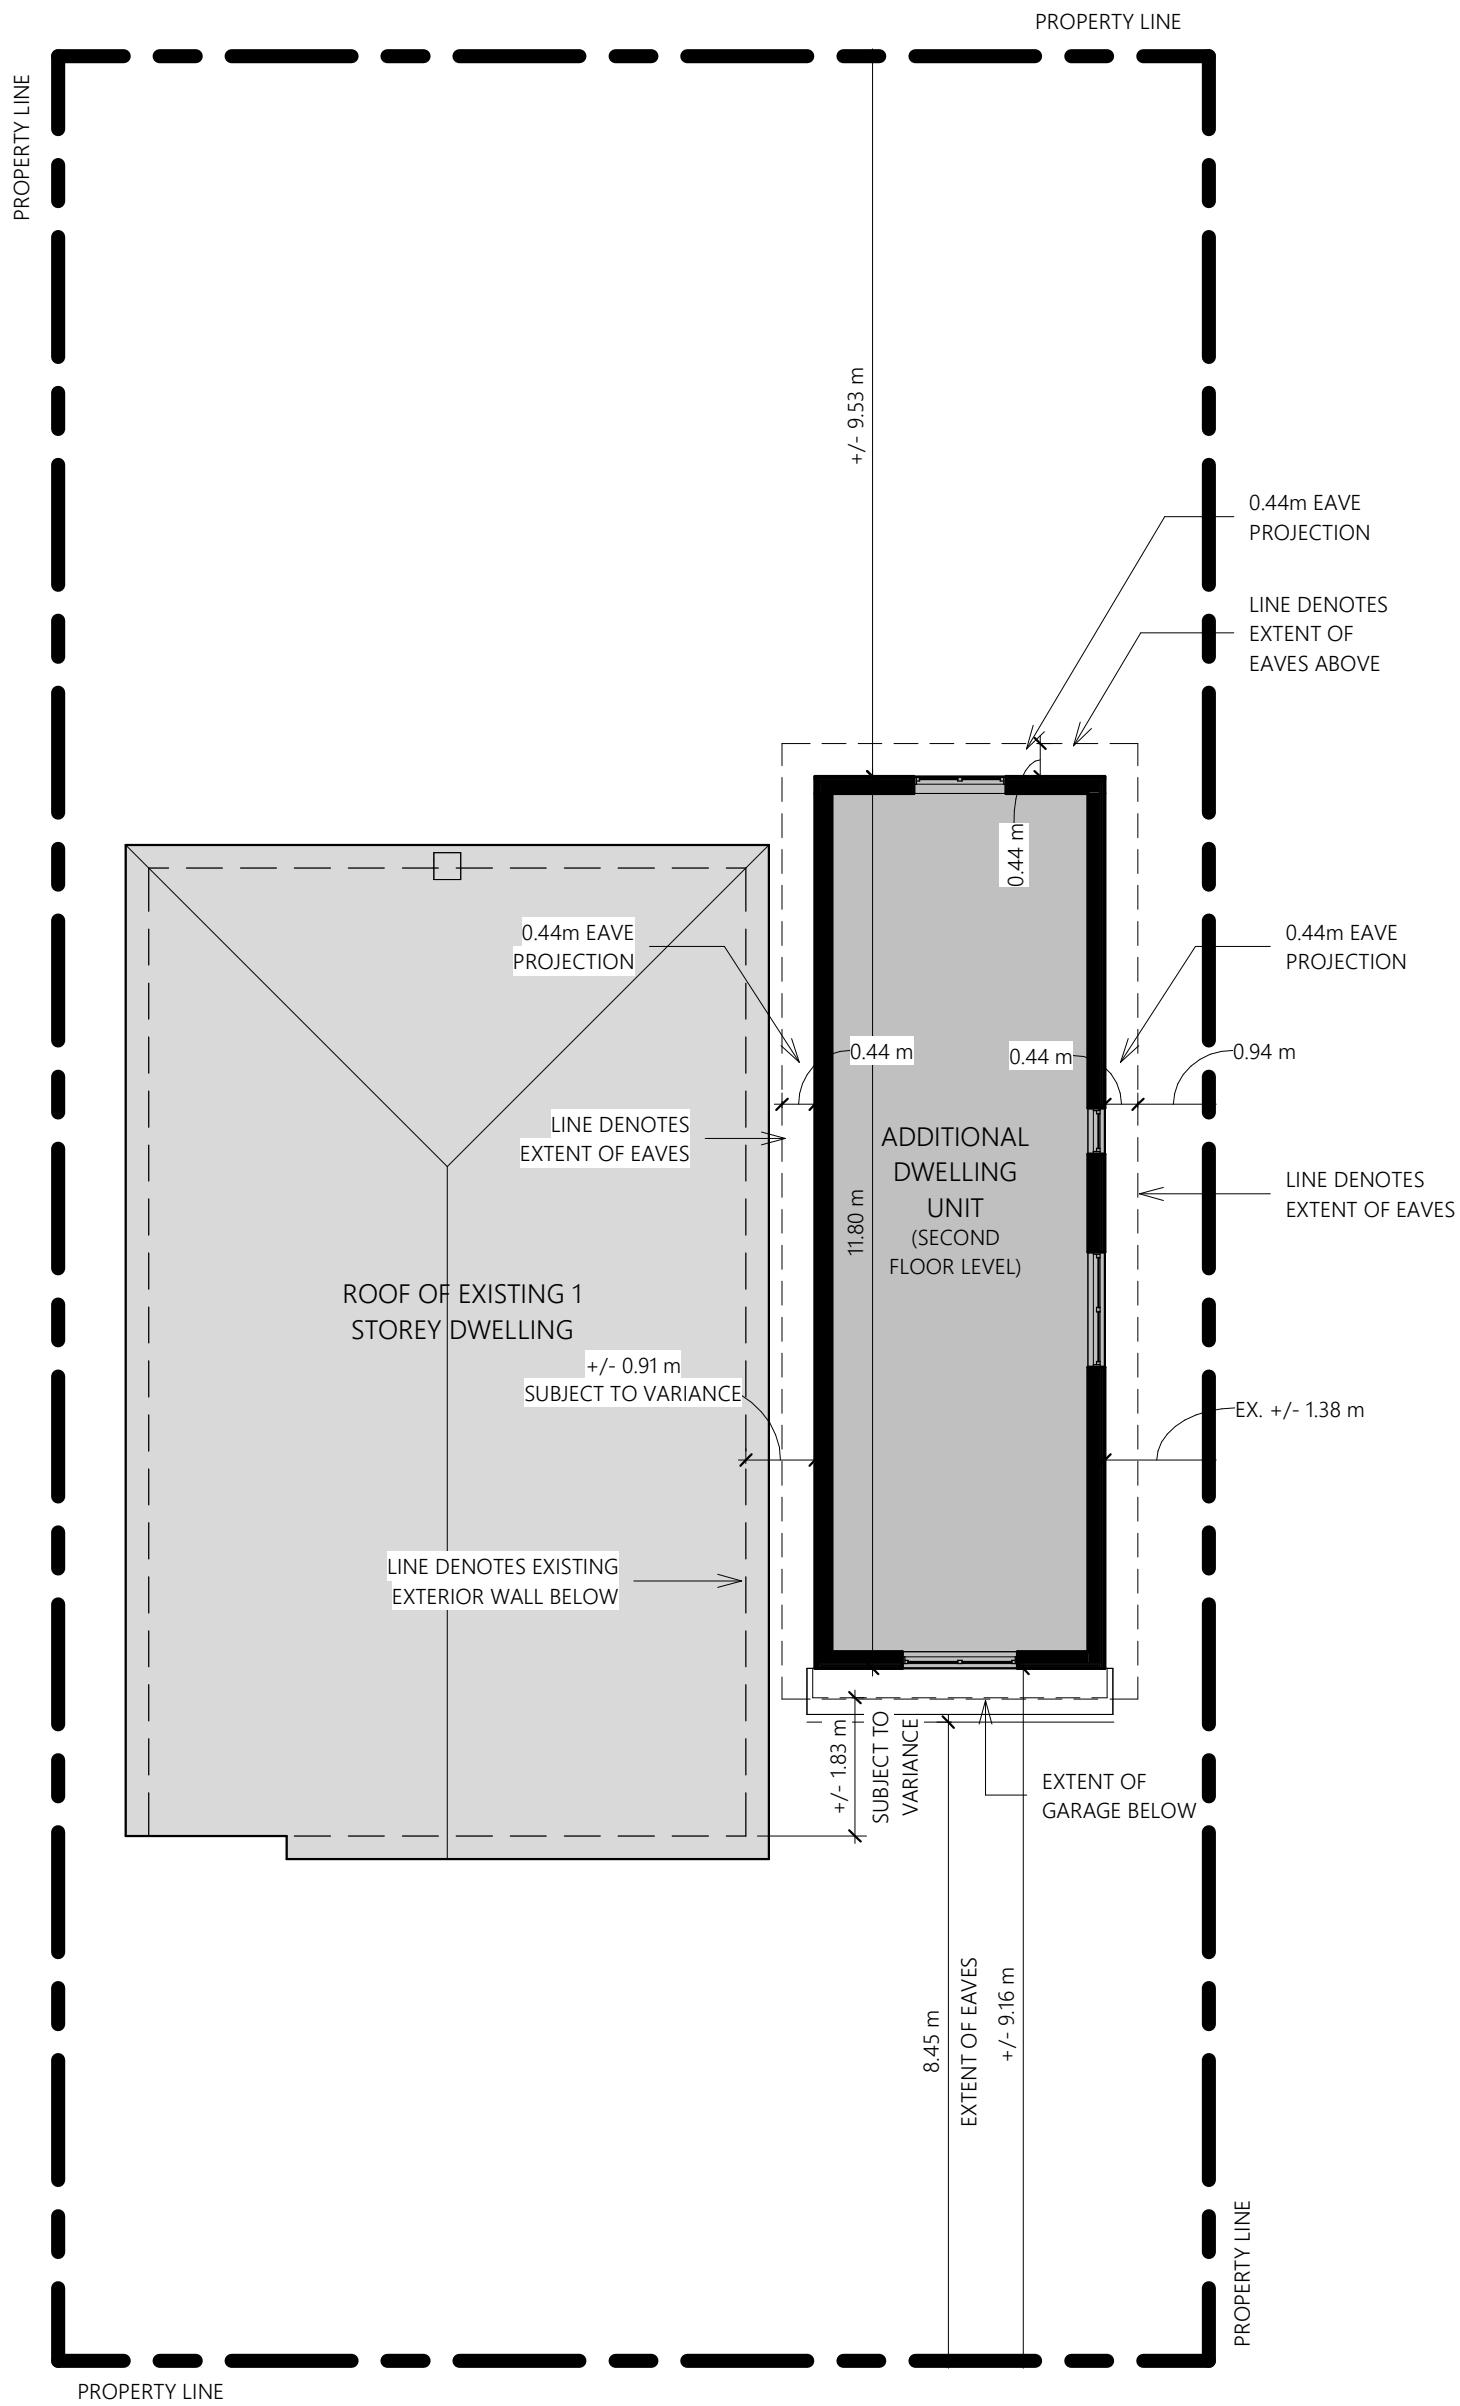 PROPERTY LINE
PROPERTY LINE
+/- 9.53 m
0.44m EAVE
PROJECTION
LINE DENOTES
EXTENT OF
EAVES ABOVE
0.44 m
0.44m EAVE
PROJECTION
0.44m EAVE
PROJECTION
0.44 m
0.44 m
0.94 m
LINE DENOTES
EXTENT OF EAVES
ADDITIONAL
DWELLING
UNIT
(SECOND
FLOOR LEVEL)
11.80 m
LINE DENOTES
EXTENT OF EAVES
ROOF OF EXISTING 1
STOREY DWELLING
+/- 0.91 m
SUBJECT TO VARIANCE
EX. +/- 1.38 m
LINE DENOTES EXISTING
EXTERIOR WALL BELOW
+/- 1.83 m
SUBJECT TO
VARIANCE
EXTENT OF
GARAGE BELOW
8.45 m
EXTENT OF EAVES
+/- 9.16 m
PROPERTY LINE
PROPERTY LINE